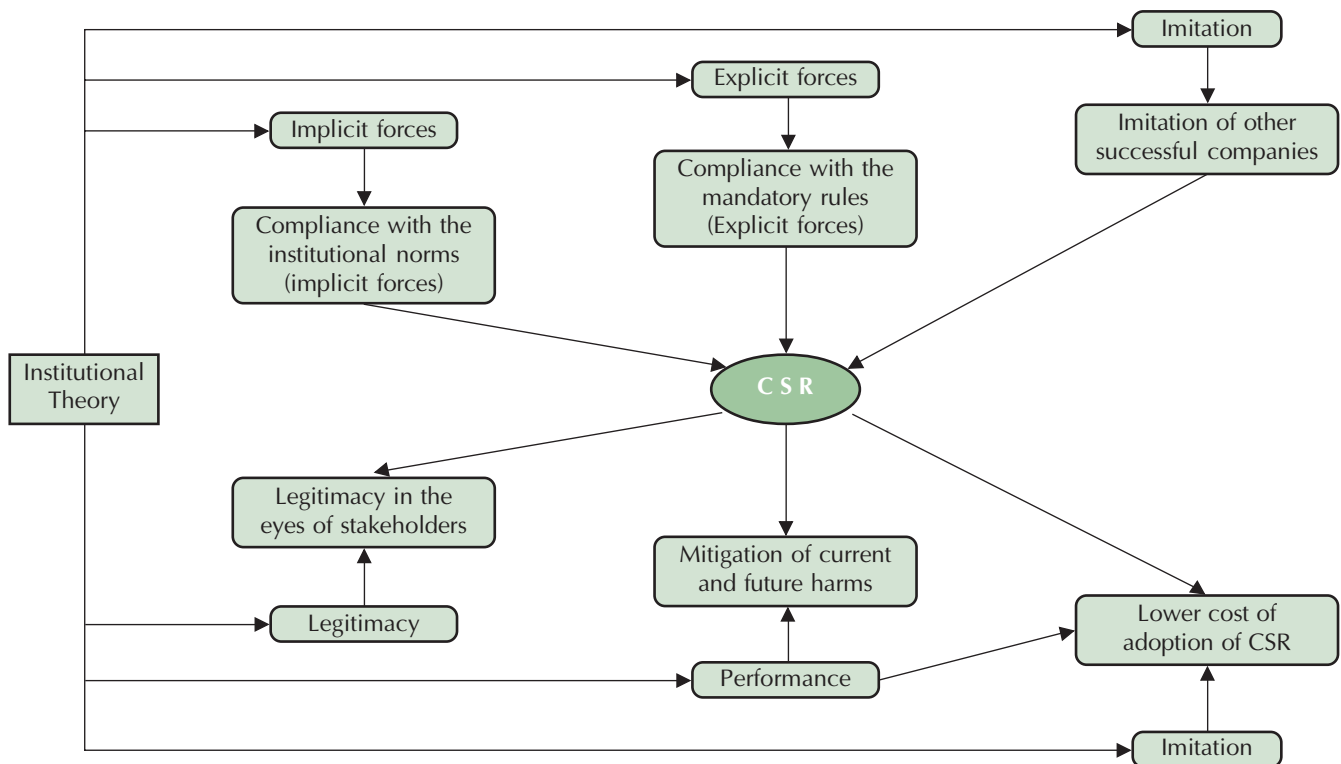 Imitation
Explicit forces
Implicit forces
Imitation of other
successful companies
Compliance with the
mandatory rules
(Explicit forces)
Compliance with the
institutional norms
(implicit forces)
Institutional
Theory
C S R
Legitimacy in the
eyes of stakeholders
Mitigation of current
and future harms
Lower cost of
adoption of CSR
Legitimacy
Performance
Imitation